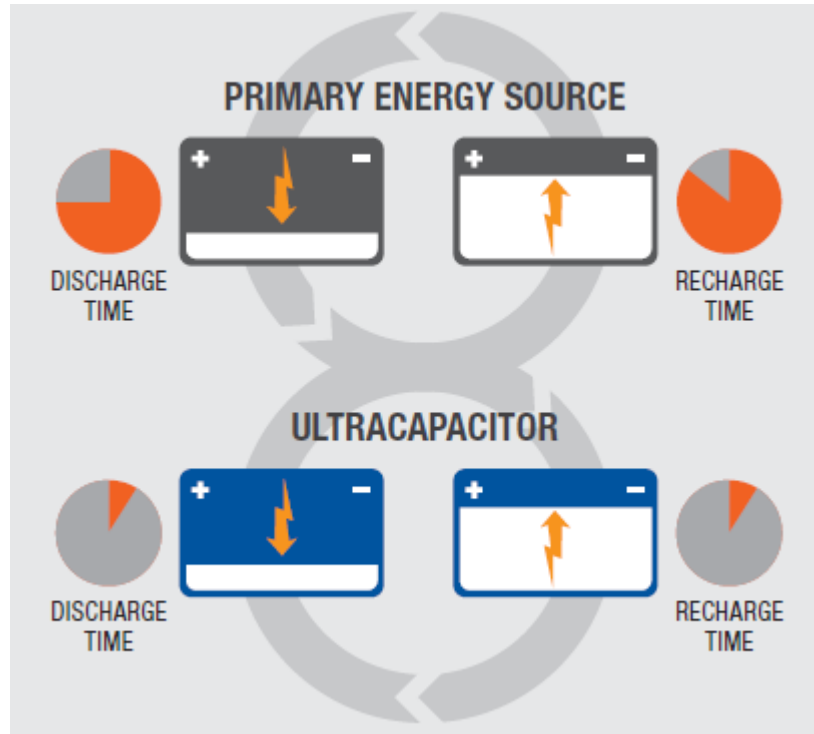 PRIMARY ENERGY SOURCE
+ -
+ -
DISCHARGE
TIME
RECHARGE
TIME
ULTRACAPACITOR
+ -
+ -
DISCHARGE
TIME
RECHARGE
TIME